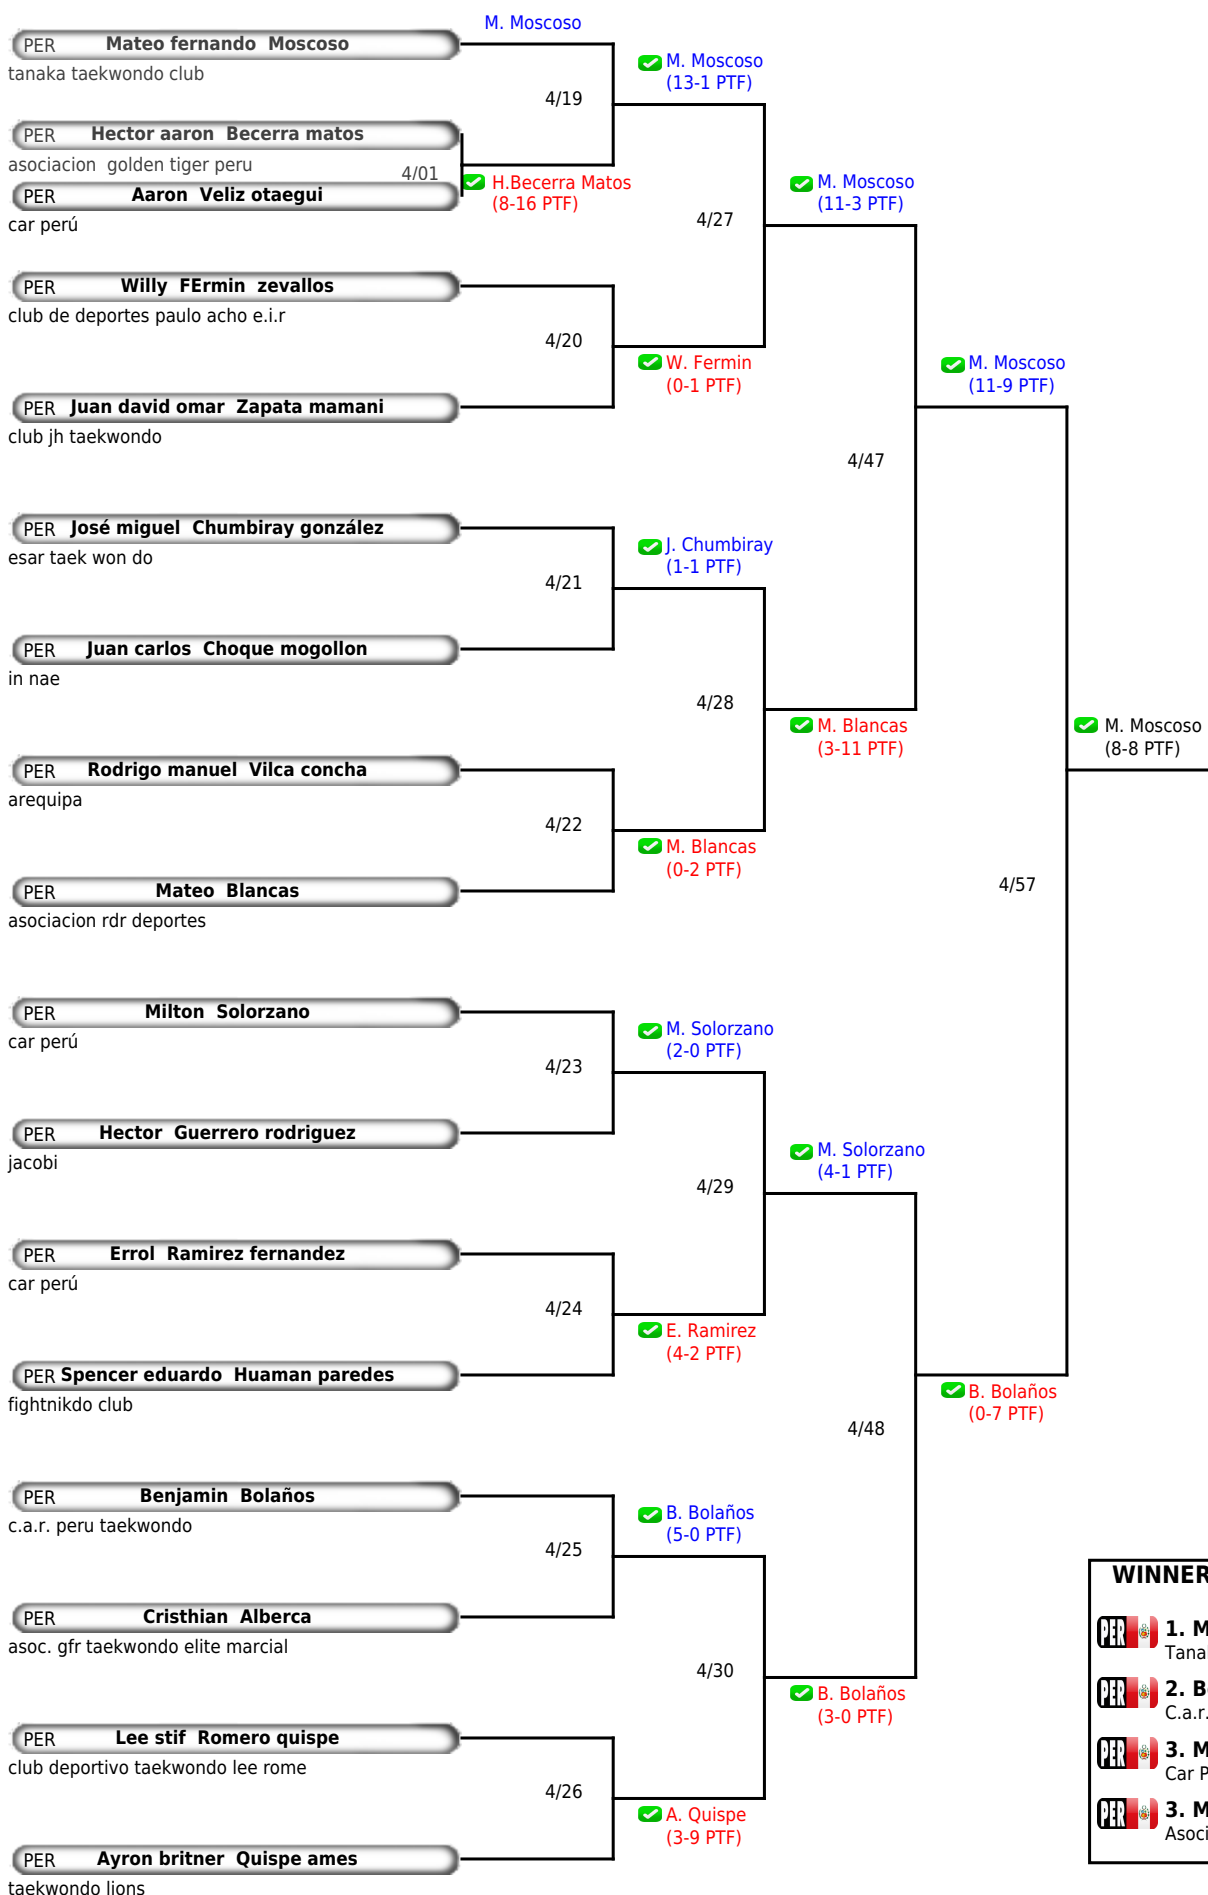 M. Moscoso
PER Mateo fernando Moscoso
tanaka taekwondo club
M. Moscoso
(13-1 PTF)
4/19
PER Hector aaron Becerra matos
asociacion golden tiger peru
4/01
H.Becerra Matos
(8-16 PTF)
PER Aaron Veliz otaegui
car perú
M. Moscoso
(11-3 PTF)
4/27
PER Willy FErmin zevallos
club de deportes paulo acho e.i.r
4/20
W. Fermin
(0-1 PTF)
M. Moscoso
(11-9 PTF)
PER Juan david omar Zapata mamani
club jh taekwondo
4/47
PER José miguel Chumbiray gonzález
esar taek won do
J. Chumbiray
(1-1 PTF)
4/21
PER Juan carlos Choque mogollon
in nae
4/28
M. Blancas
(3-11 PTF)
M. Moscoso
(8-8 PTF)
PER Rodrigo manuel Vilca concha
arequipa
4/22
M. Blancas
(0-2 PTF)
4/57
PER Mateo Blancas
asociacion rdr deportes
PER Milton Solorzano
car perú
M. Solorzano
(2-0 PTF)
4/23
PER Hector Guerrero rodriguez
jacobi
M. Solorzano
(4-1 PTF)
4/29
PER Errol Ramirez fernandez
car perú
4/24
E. Ramirez
(4-2 PTF)
PER Spencer eduardo Huaman paredes
fightnikdo club
B. Bolaños
(0-7 PTF)
4/48
PER Benjamin Bolaños
c.a.r. peru taekwondo
B. Bolaños
(5-0 PTF)
4/25
PER Cristhian Alberca
asoc. gfr taekwondo elite marcial
4/30
B. Bolaños
(3-0 PTF)
PER Lee stif Romero quispe
club deportivo taekwondo lee rome
4/26
A. Quispe
(3-9 PTF)
PER Ayron britner Quispe ames
taekwondo lions
WINNER
PER 1. M
Tana
PER 2. B
C.a.r.
PER 3. M
Car P
PER 3. M
Asoci